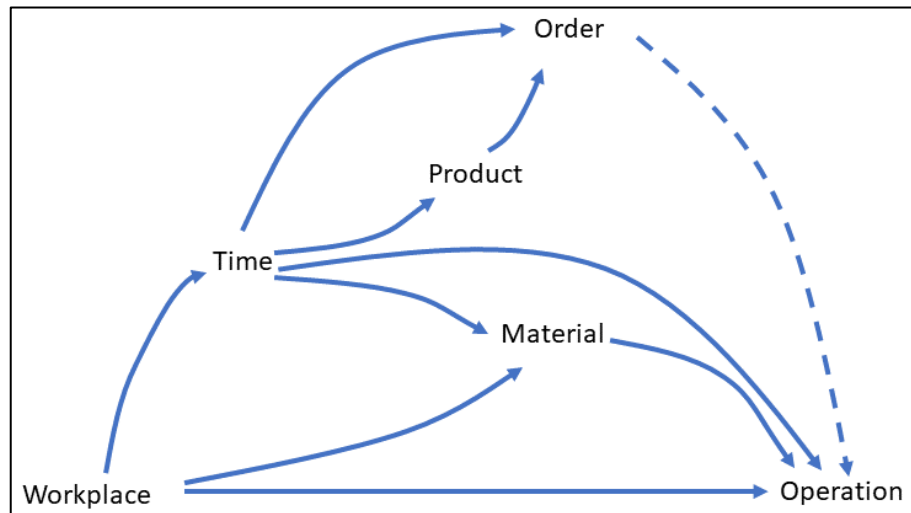 Order
Product
Time
Material
Workplace
Operation